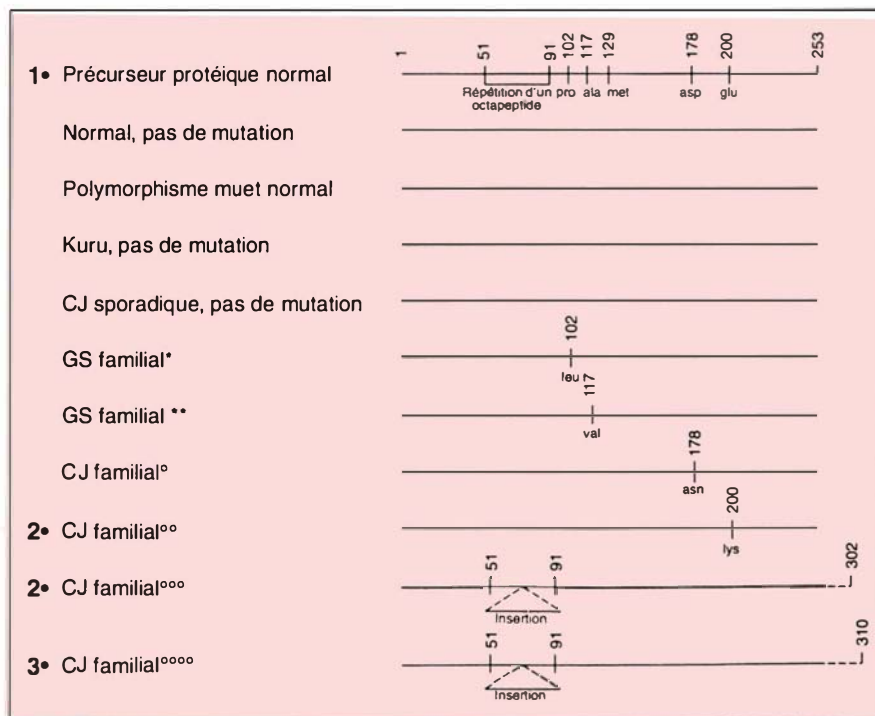 1 51 91 102 117 129 178 200 253
1• Précurseur protéique normal
Répétition d'un octapeptide pro ala met asp glu
Normal, pas de mutation
Polymorphisme muet normal
Kuru, pas de mutation
CJ sporadique, pas de mutation
102
GS familial*
leu
117
GS familial **
val
178
CJ familial°
asn
200
2• CJ familial°°
lys
51 91 302
2• CJ familial°°°
Insertion
51 91 310
3• CJ familial°°°°
Insertion